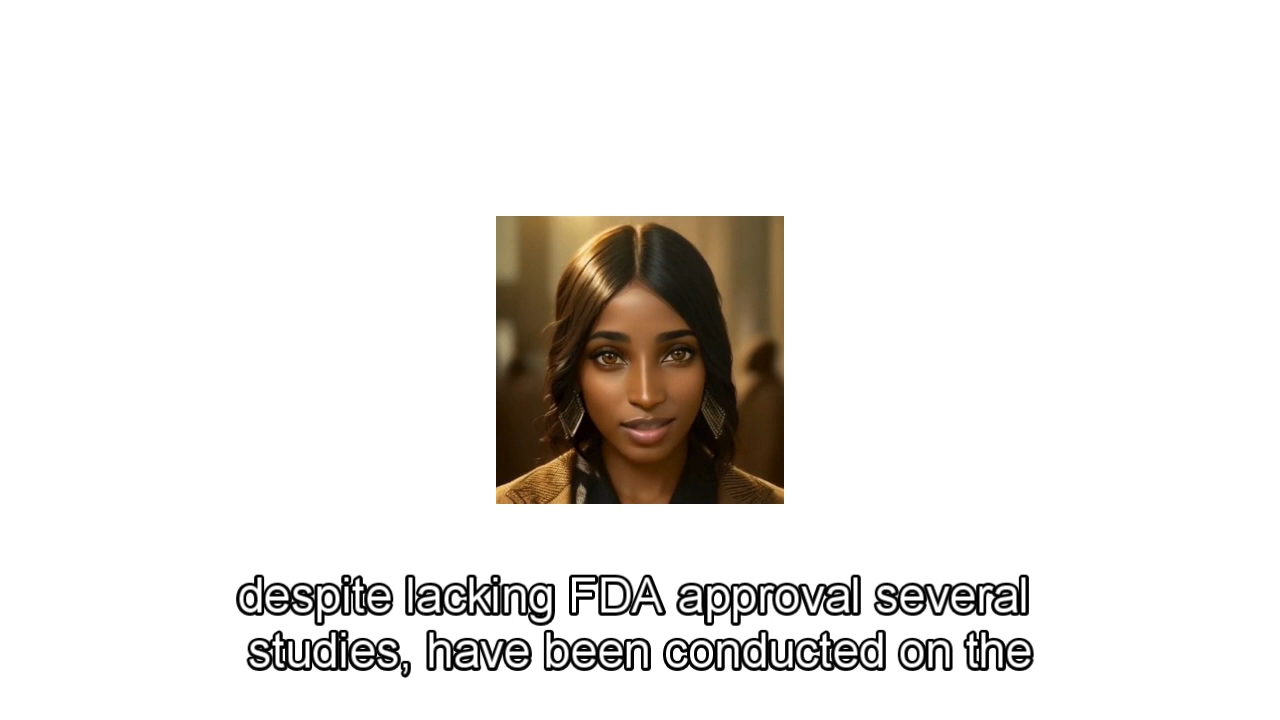 despite lacking FDA approval several
studies, have been conducted on the